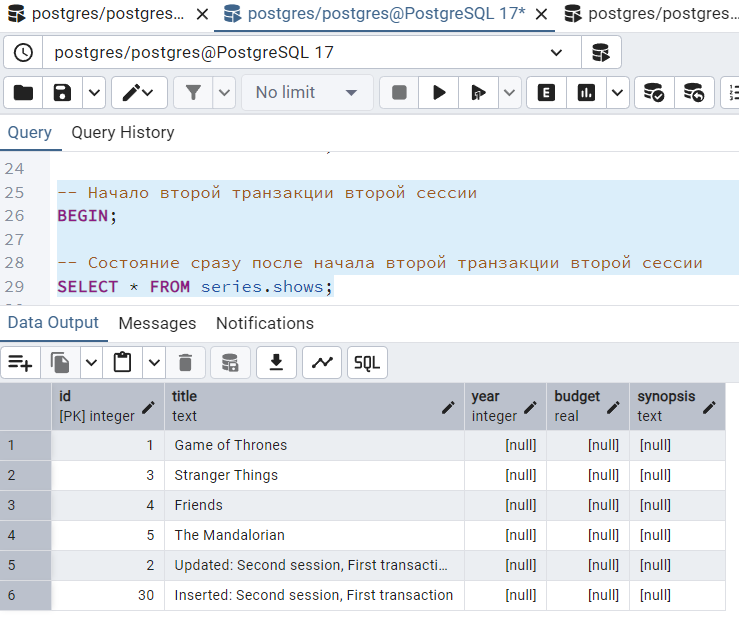 postgres/postgres... postgres/postgres@PostgreSQL 17* postgres/postgres...
postgres/postgres@PostgreSQL 17
No limit
E
Query Query History
24
25 -- Начало второй транзакции второй сессии
26 BEGIN;
27
28 -- Состояние сразу после начала второй транзакции второй сессии
29 SELECT * FROM series.shows;
Data Output Messages Notifications
SQL
id title year budget synopsis
[PK] integer text integer real text
1 1 Game of Thrones [null] [null] [null]
2 3 Stranger Things [null] [null] [null]
3 4 Friends [null] [null] [null]
4 5 The Mandalorian [null] [null] [null]
5 2 Updated: Second session, First transacti... [null] [null] [null]
6 30 Inserted: Second session, First transaction [null] [null] [null]